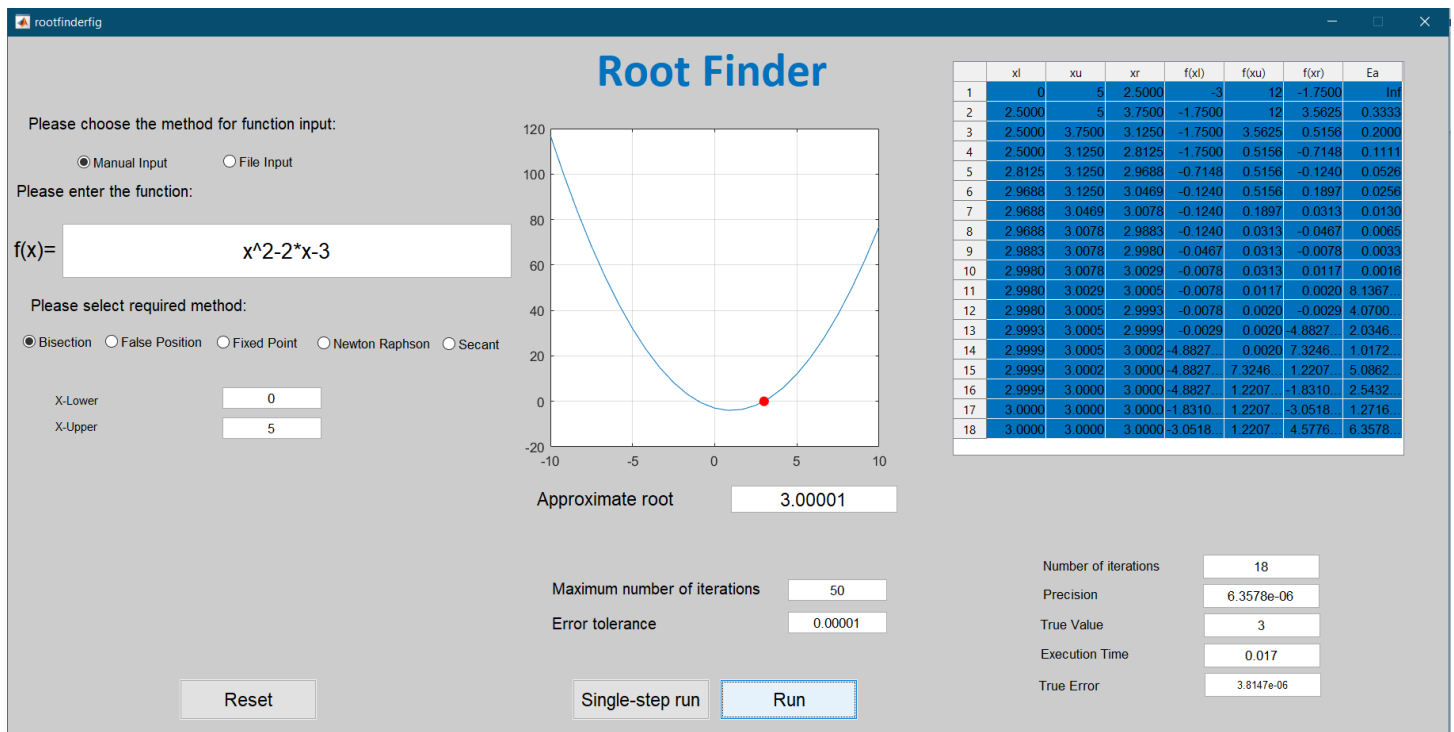 rootfinderfig
Root Finder
Please choose the method for function input:
Manual Input File Input
Please enter the function:
f(x)= x^2-2*x-3
Please select required method:
Bisection False Position Fixed Point Newton Raphson Secant
X-Lower 0
X-Upper 5
120
100
80
60
40
20
0
-20
-10 -5 0 5 10
Approximate root 3.00001
Maximum number of iterations 50
Error tolerance 0.00001
Reset Single-step run Run
xl xu xr f(xl) f(xu) f(xr) Ea
1 0 5 2.5000 -3 12 -1.7500 Inf
2 2.5000 5 3.7500 -1.7500 12 3.5625 0.3333
3 2.5000 3.7500 3.1250 -1.7500 3.5625 0.5156 0.2000
4 2.5000 3.1250 2.8125 -1.7500 0.5156 -0.7148 0.1111
5 2.8125 3.1250 2.9688 -0.7148 0.5156 -0.1240 0.0526
6 2.9688 3.1250 3.0469 -0.1240 0.5156 0.1897 0.0256
7 2.9688 3.0469 3.0078 -0.1240 0.1897 0.0313 0.0130
8 2.9688 3.0078 2.9883 -0.1240 0.0313 -0.0467 0.0065
9 2.9883 3.0078 2.9980 -0.0467 0.0313 -0.0078 0.0033
10 2.9980 3.0078 3.0029 -0.0078 0.0313 0.0117 0.0016
11 2.9980 3.0029 3.0005 -0.0078 0.0117 0.0020 8.1367...
12 2.9980 3.0005 2.9993 -0.0078 0.0020 -0.0029 4.0700...
13 2.9993 3.0005 2.9999 -0.0029 0.0020 -4.8827... 2.0346...
14 2.9999 3.0005 3.0002 -4.8827... 0.0020 7.3246... 1.0172...
15 2.9999 3.0002 3.0000 -4.8827... 7.3246... 1.2207... 5.0862...
16 2.9999 3.0000 3.0000 -4.8827... 1.2207... -1.8310... 2.5432...
17 3.0000 3.0000 3.0000 -1.8310... 1.2207... -3.0518... 1.2716...
18 3.0000 3.0000 3.0000 -3.0518... 1.2207... 4.5776... 6.3578...
Number of iterations 18
Precision 6.3578e-06
True Value 3
Execution Time 0.017
True Error 3.8147e-06